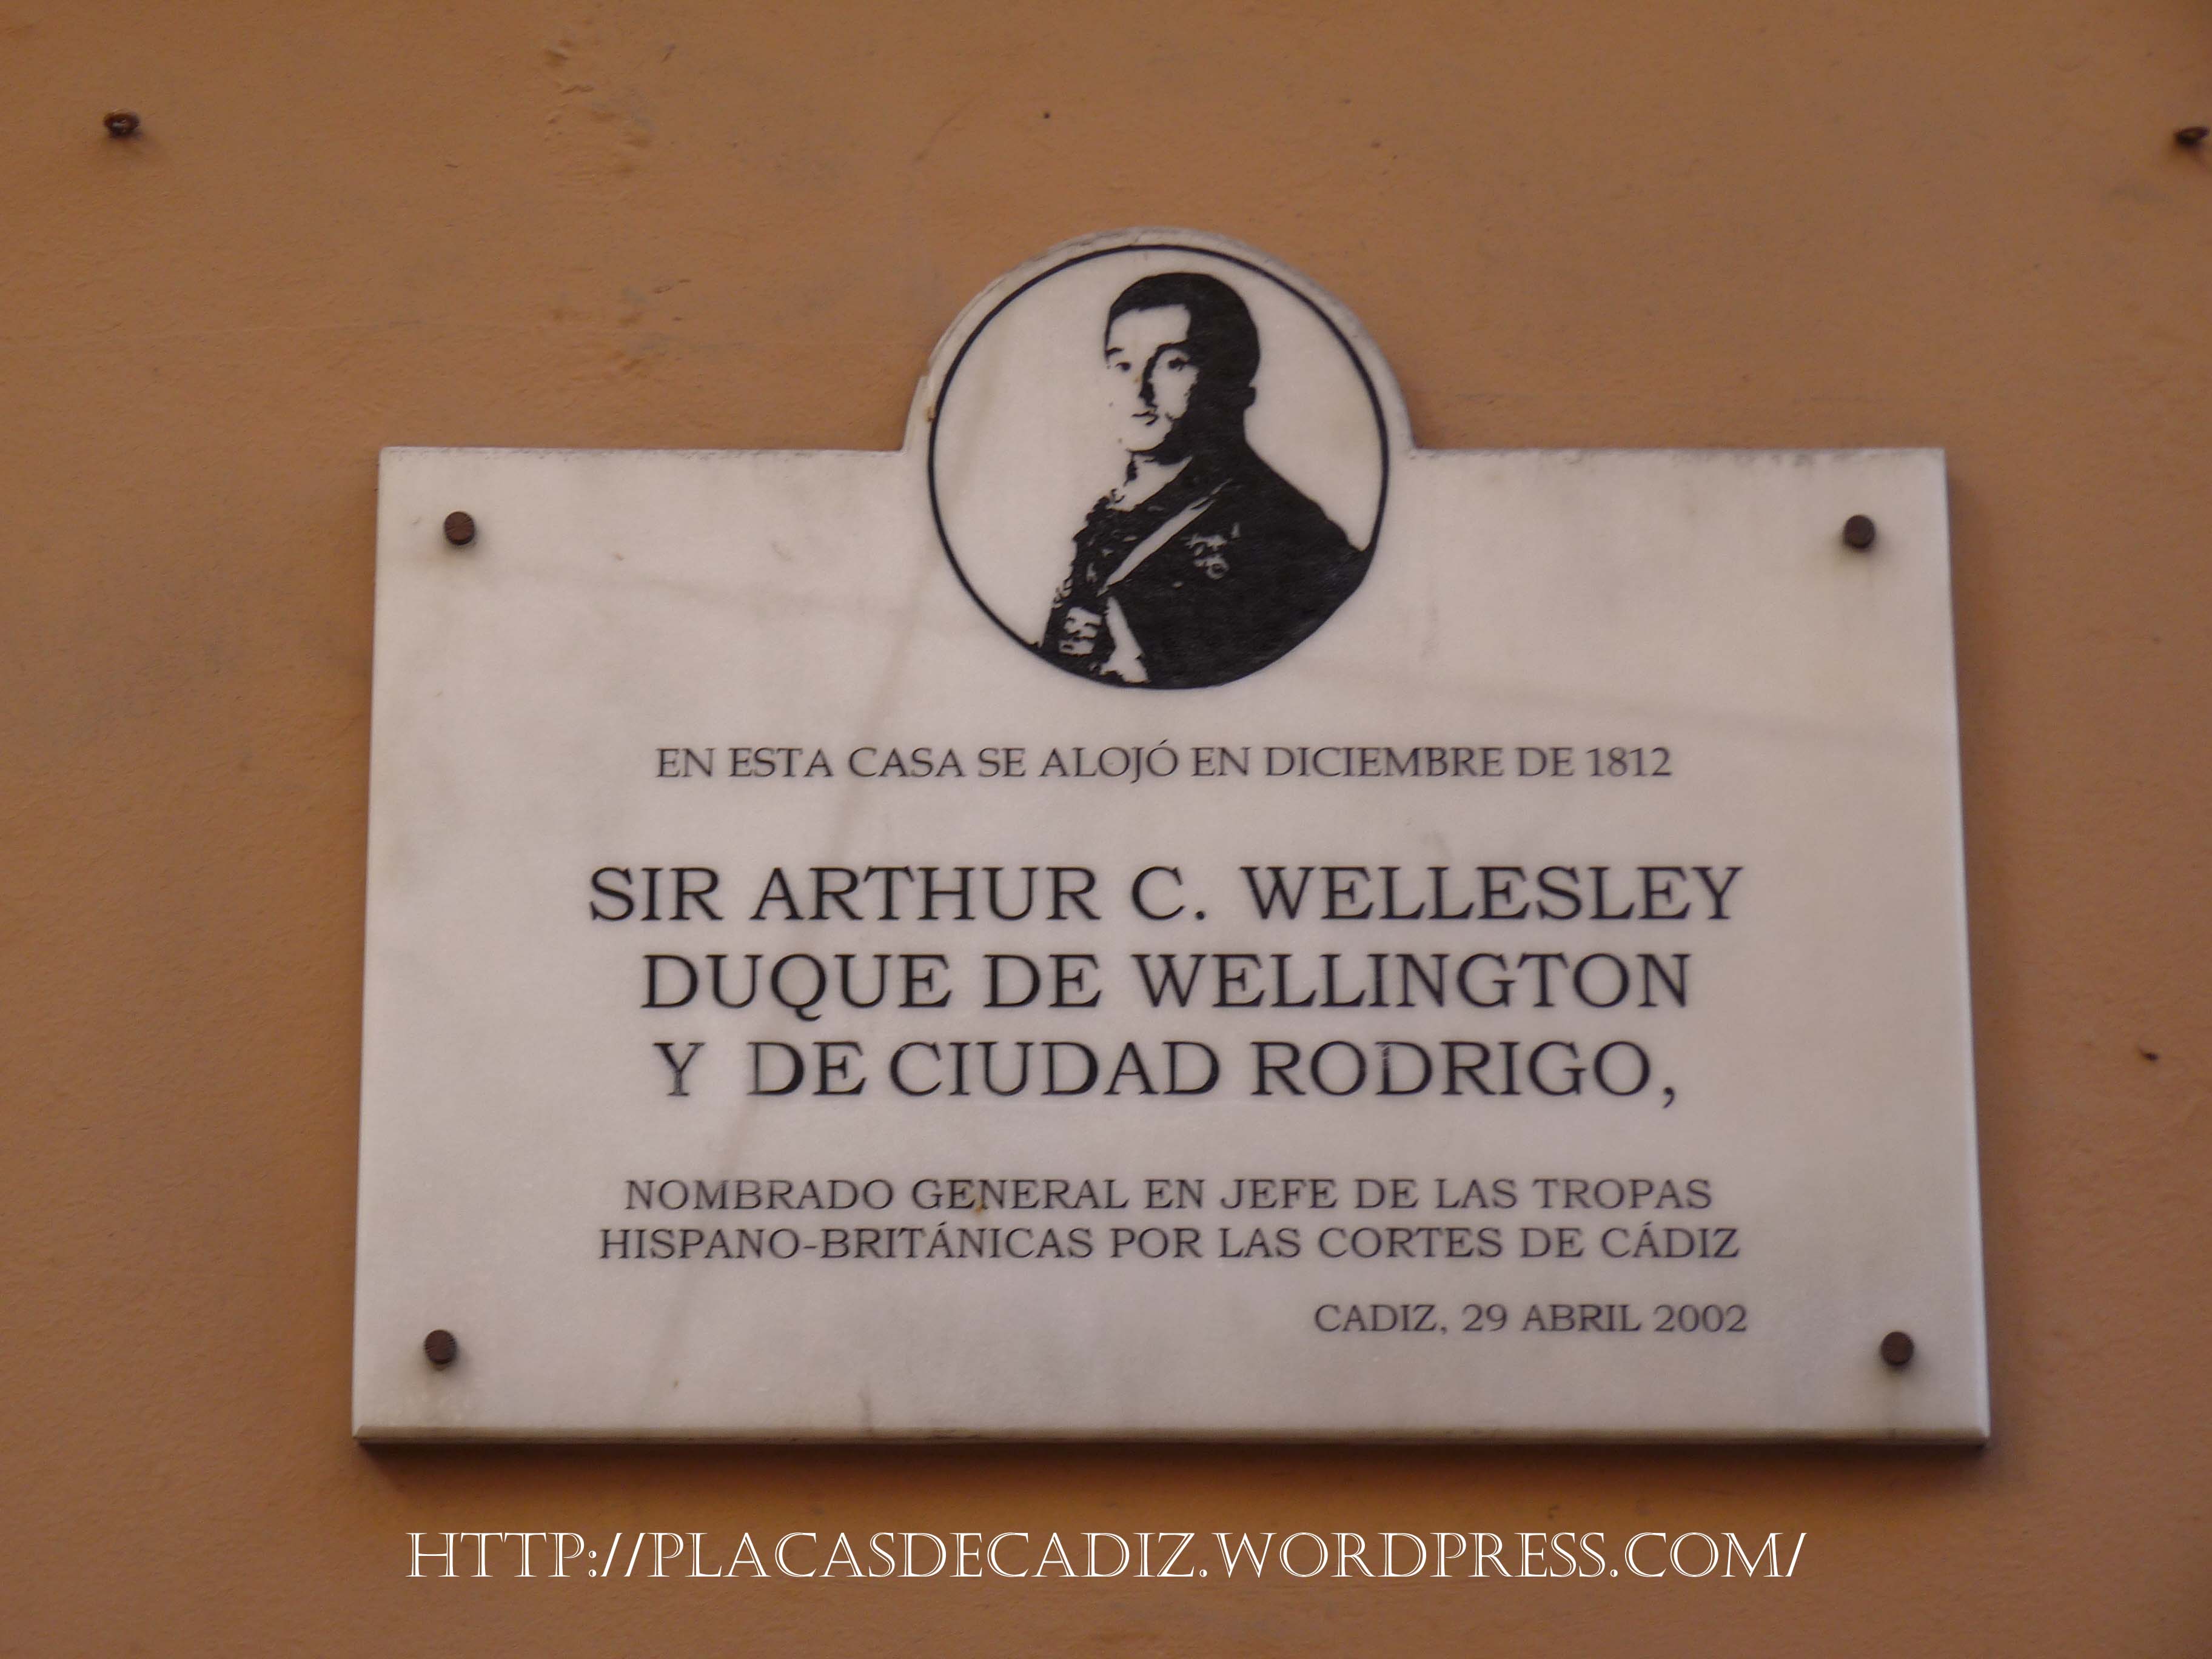 EN ESTA CASA SE ALOJÓ EN DICIEMBRE DE 1812
SIR ARTHUR C. WELLESLEY
DUQUE DE WELLINGTON
Y DE CIUDAD RODRIGO,
NOMBRADO GENERAL EN JEFE DE LAS TROPAS
HISPANO-BRITÁNICAS POR LAS CORTES DE CÁDIZ
CADIZ, 29 ABRIL 2002
HTTP://PLACASDECADIZ.WORDPRESS.COM/